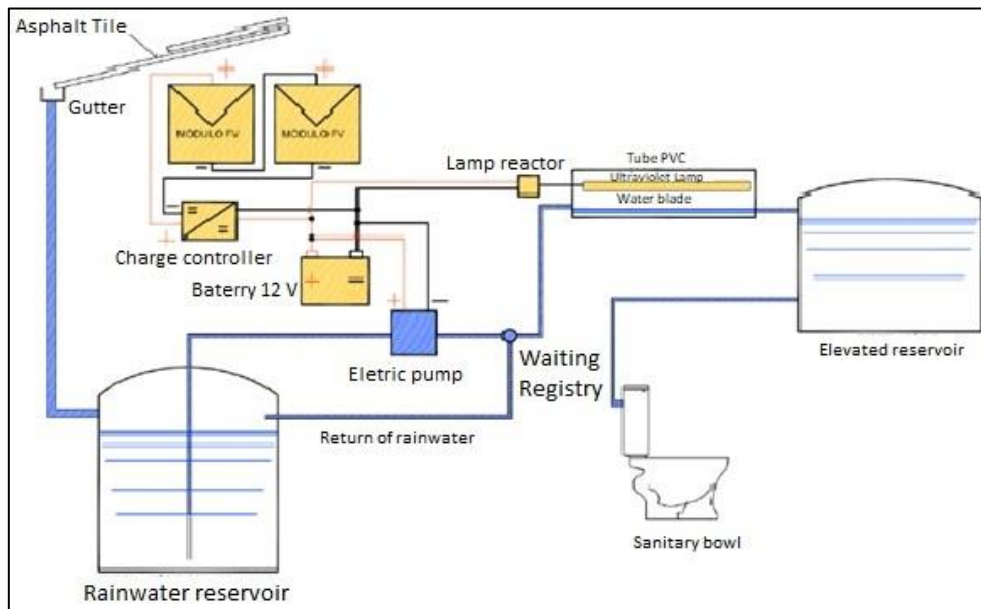 Asphalt Tile
Gutter
MÓDULO FV
MÓDULO FV
Lamp reactor
Tube PVC
Ultraviolet Lamp
Water blade
Charge controller
Baterry 12 V
Eletric pump
Waiting
Registry
Elevated reservoir
Return of rainwater
Sanitary bowl
Rainwater reservoir